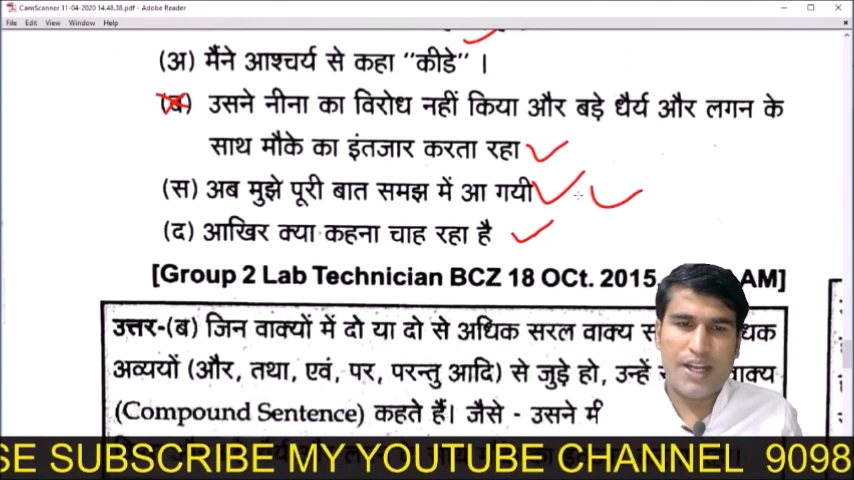 CamScanner 11-04-2020 14.48.38.pdf - Adobe Reader
File Edit View Window Help
(अ) मैंने आश्चर्य से कहा “कीडे” ।
(ब) उसने नीना का विरोध नहीं किया और बड़े धैर्य और लगन के
साथ मौके का इंतजार करता रहा
(स) अब मुझे पूरी बात समझ में आ गयी
(द) आखिर क्या कहना चाह रहा है
[Group 2 Lab Technician BCZ 18 OCt. 2015, AM]
उत्तर-(ब) जिन वाक्यों में दो या दो से अधिक सरल वाक्य
अव्ययों (और, तथा, एवं, पर, परन्तु आदि) से जुड़े हो, उन्हें वाक्य
(Compound Sentence) कहते हैं। जैसे - उसने
SE SUBSCRIBE MY YOUTUBE CHANNEL 9098